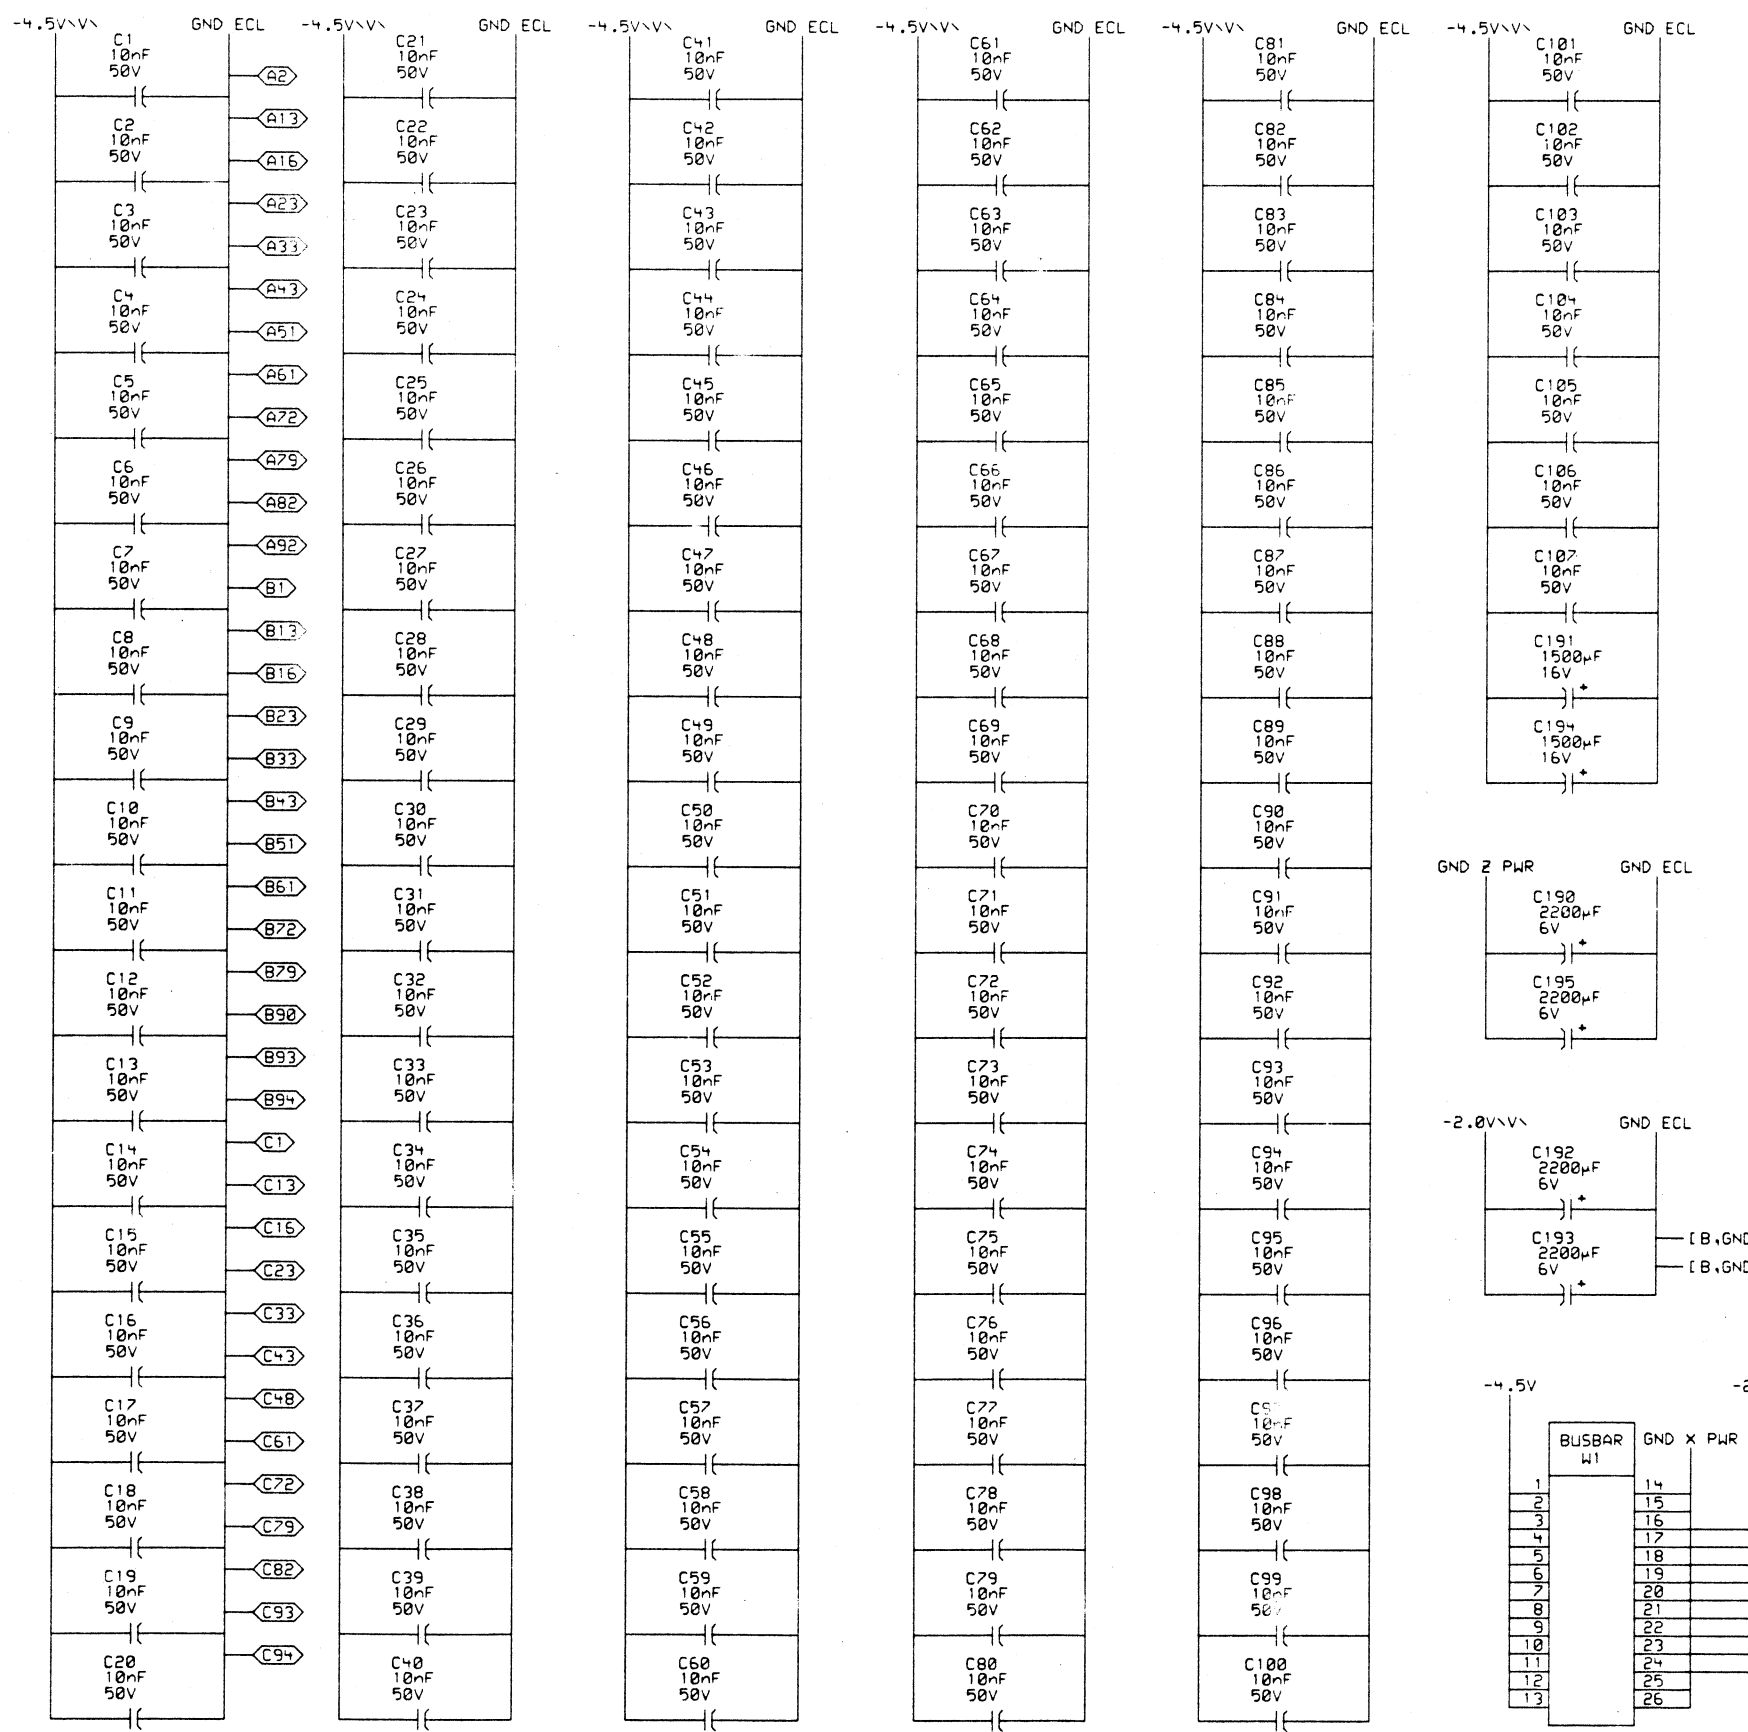 -4.5V\V\ GND ECL
C1
10nF
50V
C2
10nF
50V
C3
10nF
50V
C4
10nF
50V
C5
10nF
50V
C6
10nF
50V
C7
10nF
50V
C8
10nF
50V
C9
10nF
50V
C10
10nF
50V
C11
10nF
50V
C12
10nF
50V
C13
10nF
50V
C14
10nF
50V
C15
10nF
50V
C16
10nF
50V
C17
10nF
50V
C18
10nF
50V
C19
10nF
50V
C20
10nF
50V
A2
A13
A16
A23
A33
A43
A51
A61
A72
A79
A82
A92
B1
B13
B16
B23
B33
B43
B51
B61
B72
B79
B90
B93
B94
C1
C13
C16
C23
C33
C43
C48
C61
C72
C79
C82
C93
C94
-4.5V\V\ GND ECL
C21
10nF
50V
C22
10nF
50V
C23
10nF
50V
C24
10nF
50V
C25
10nF
50V
C26
10nF
50V
C27
10nF
50V
C28
10nF
50V
C29
10nF
50V
C30
10nF
50V
C31
10nF
50V
C32
10nF
50V
C33
10nF
50V
C34
10nF
50V
C35
10nF
50V
C36
10nF
50V
C37
10nF
50V
C38
10nF
50V
C39
10nF
50V
C40
10nF
50V
-4.5V\V\ GND ECL
C41
10nF
50V
C42
10nF
50V
C43
10nF
50V
C44
10nF
50V
C45
10nF
50V
C46
10nF
50V
C47
10nF
50V
C48
10nF
50V
C49
10nF
50V
C50
10nF
50V
C51
10nF
50V
C52
10nF
50V
C53
10nF
50V
C54
10nF
50V
C55
10nF
50V
C56
10nF
50V
C57
10nF
50V
C58
10nF
50V
C59
10nF
50V
C60
10nF
50V
-4.5V\V\ GND ECL
C61
10nF
50V
C62
10nF
50V
C63
10nF
50V
C64
10nF
50V
C65
10nF
50V
C66
10nF
50V
C67
10nF
50V
C68
10nF
50V
C69
10nF
50V
C70
10nF
50V
C71
10nF
50V
C72
10nF
50V
C73
10nF
50V
C74
10nF
50V
C75
10nF
50V
C76
10nF
50V
C77
10nF
50V
C78
10nF
50V
C79
10nF
50V
C80
10nF
50V
-4.5V\V\ GND ECL
C81
10nF
50V
C82
10nF
50V
C83
10nF
50V
C84
10nF
50V
C85
10nF
50V
C86
10nF
50V
C87
10nF
50V
C88
10nF
50V
C89
10nF
50V
C90
10nF
50V
C91
10nF
50V
C92
10nF
50V
C93
10nF
50V
C94
10nF
50V
C95
10nF
50V
C96
10nF
50V
10nF
50V
C98
10nF
50V
C99
10nF
50V
C100
10nF
50V
-4.5V\V\ GND ECL
C101
10nF
50V
C102
10nF
50V
C103
10nF
50V
C104
10nF
50V
C105
10nF
50V
C106
10nF
50V
C107
10nF
50V
C191
1500µF
16V
+
C194
1500µF
16V
+
GND Z PWR GND ECL
C190
2200µF
6V
+
C195
2200µF
6V
+
-2.0V\V\ GND ECL
C192
2200µF
6V
+
C193
2200µF
6V
+
[B,GND
[B,GND
-4.5V -2
BUSBAR
W1
GND X PWR
1 14
2 15
3 16
4 17
5 18
6 19
7 20
8 21
9 22
10 23
11 24
12 25
13 26